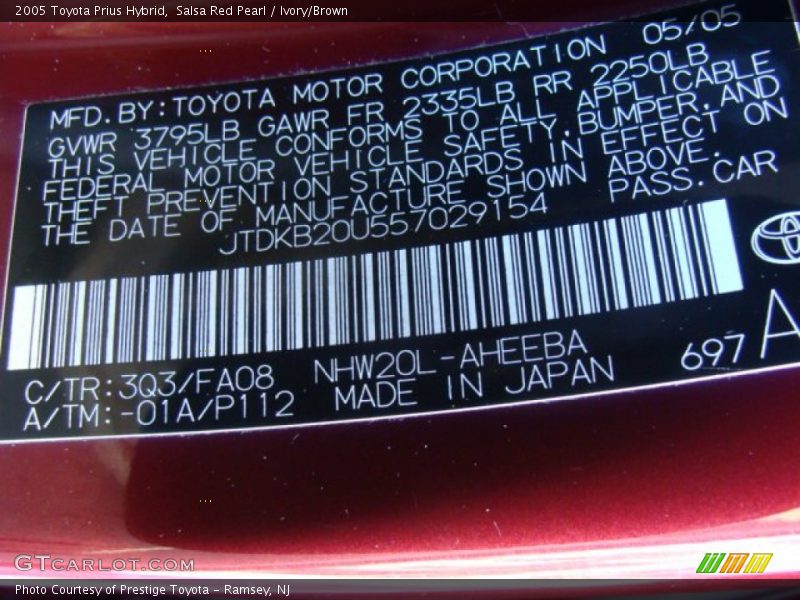 2005 Toyota Prius Hybrid, Salsa Red Pearl / Ivory/Brown
MFD.BY:TOYOTA MOTOR CORPORATION 05/05
GVWR 3795LB GAWR FR 2335LB RR 2250LB
THIS VEHICLE CONFORMS TO ALL APPLICABLE
FEDERAL MOTOR VEHICLE SAFETY,BUMPER,AND
THEFT PREVENTION STANDARDS IN EFFECT ON
THE DATE OF MANUFACTURE SHOWN ABOVE.
JTDKB20U557029154 PASS.CAR
C/TR:3Q3/FA08 NHW20L-AHEEBA 697 A
A/TM:-01A/P112 MADE IN JAPAN
GTCARLOT.COM
Photo Courtesy of Prestige Toyota - Ramsey, NJ